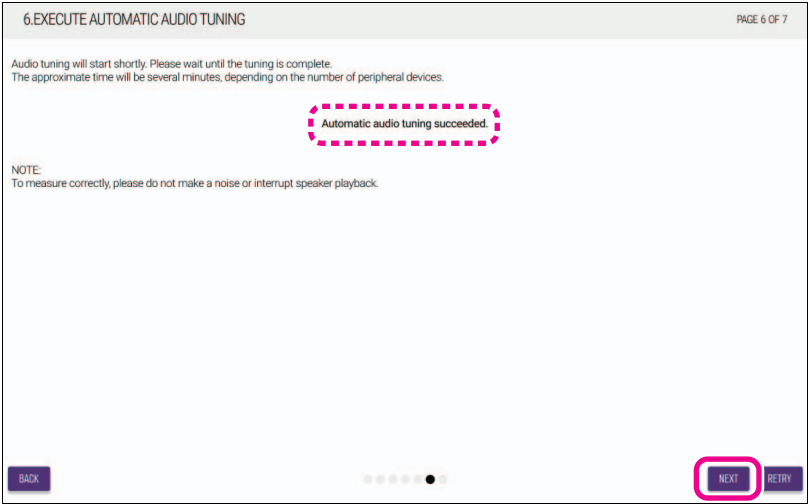 6.EXECUTE AUTOMATIC AUDIO TUNING
PAGE 6 OF 7
Audio tuning will start shortly. Please wait until the tuning is complete.
The approximate time will be several minutes, depending on the number of peripheral devices.
Automatic audio tuning succeeded.
NOTE:
To measure correctly, please do not make a noise or interrupt speaker playback.
BACK
NEXT
RETRY